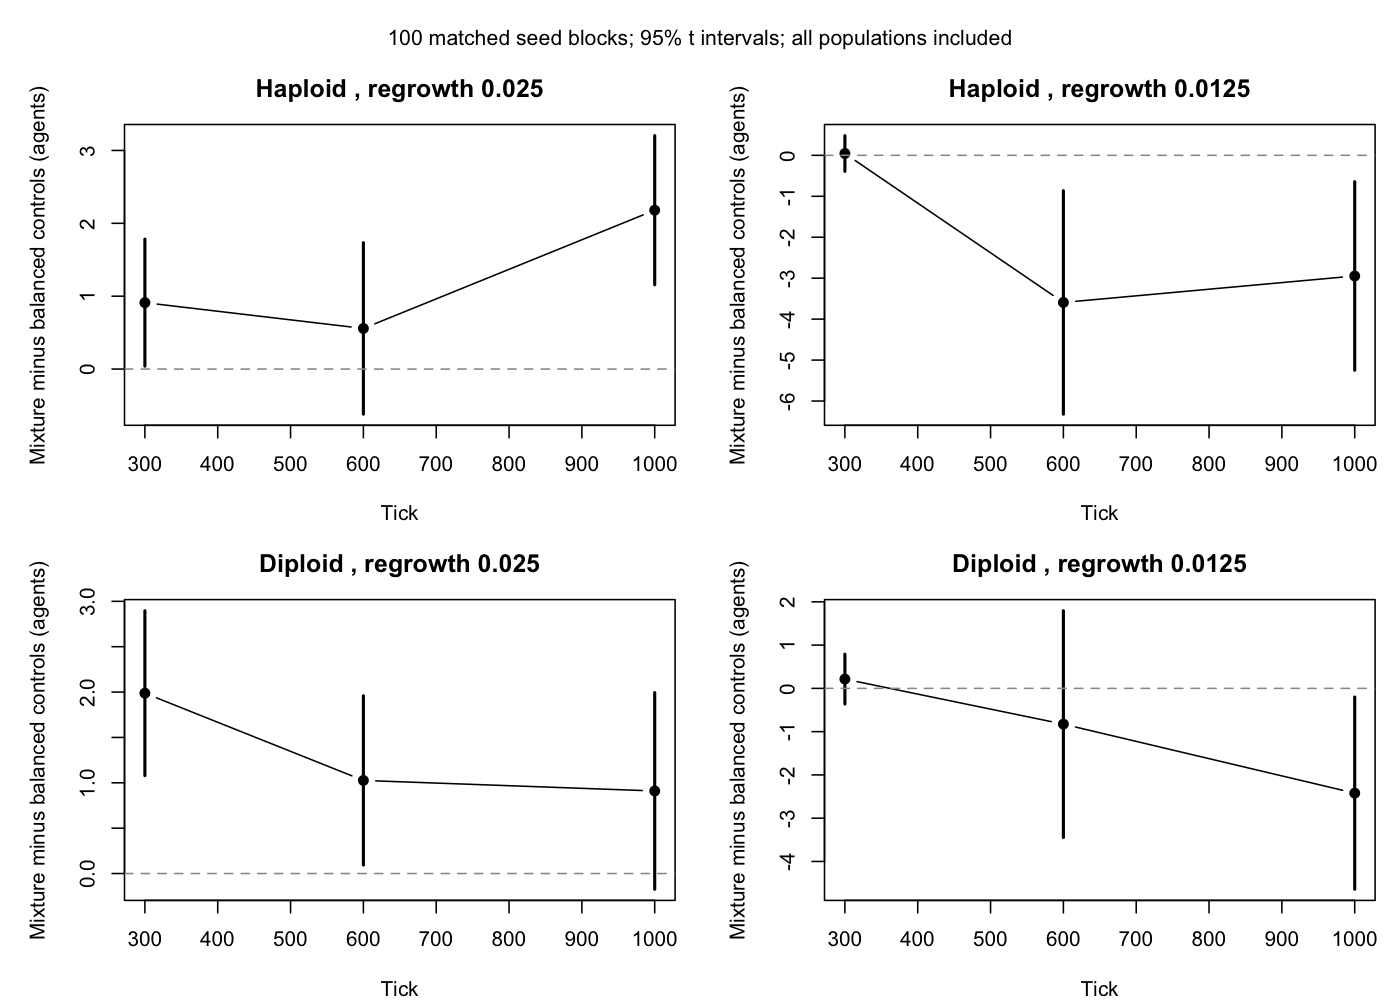 100 matched seed blocks; 95% t intervals; all populations included
Haploid , regrowth 0.025
Mixture minus balanced controls (agents)
3
2
1
0
300 400 500 600 700 800 900 1000
Tick
Haploid , regrowth 0.0125
Mixture minus balanced controls (agents)
0
-1
-2
-3
-4
-5
-6
300 400 500 600 700 800 900 1000
Tick
Diploid , regrowth 0.025
Mixture minus balanced controls (agents)
3.0
2.0
1.0
0.0
300 400 500 600 700 800 900 1000
Tick
Diploid , regrowth 0.0125
Mixture minus balanced controls (agents)
2
1
0
-1
-2
-3
-4
300 400 500 600 700 800 900 1000
Tick